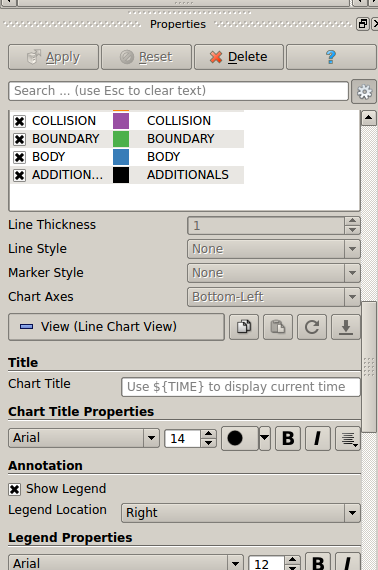 Properties
Apply Reset Delete ?
Search ... (use Esc to clear text)
COLLISION COLLISION
BOUNDARY BOUNDARY
BODY BODY
ADDITION... ADDITIONALS
Line Thickness 1
Line Style None
Marker Style None
Chart Axes Bottom-Left
View (Line Chart View)
Title
Chart Title Use ${TIME} to display current time
Chart Title Properties
Arial 14 B I
Annotation
Show Legend
Legend Location Right
Legend Properties
Arial 12 B I